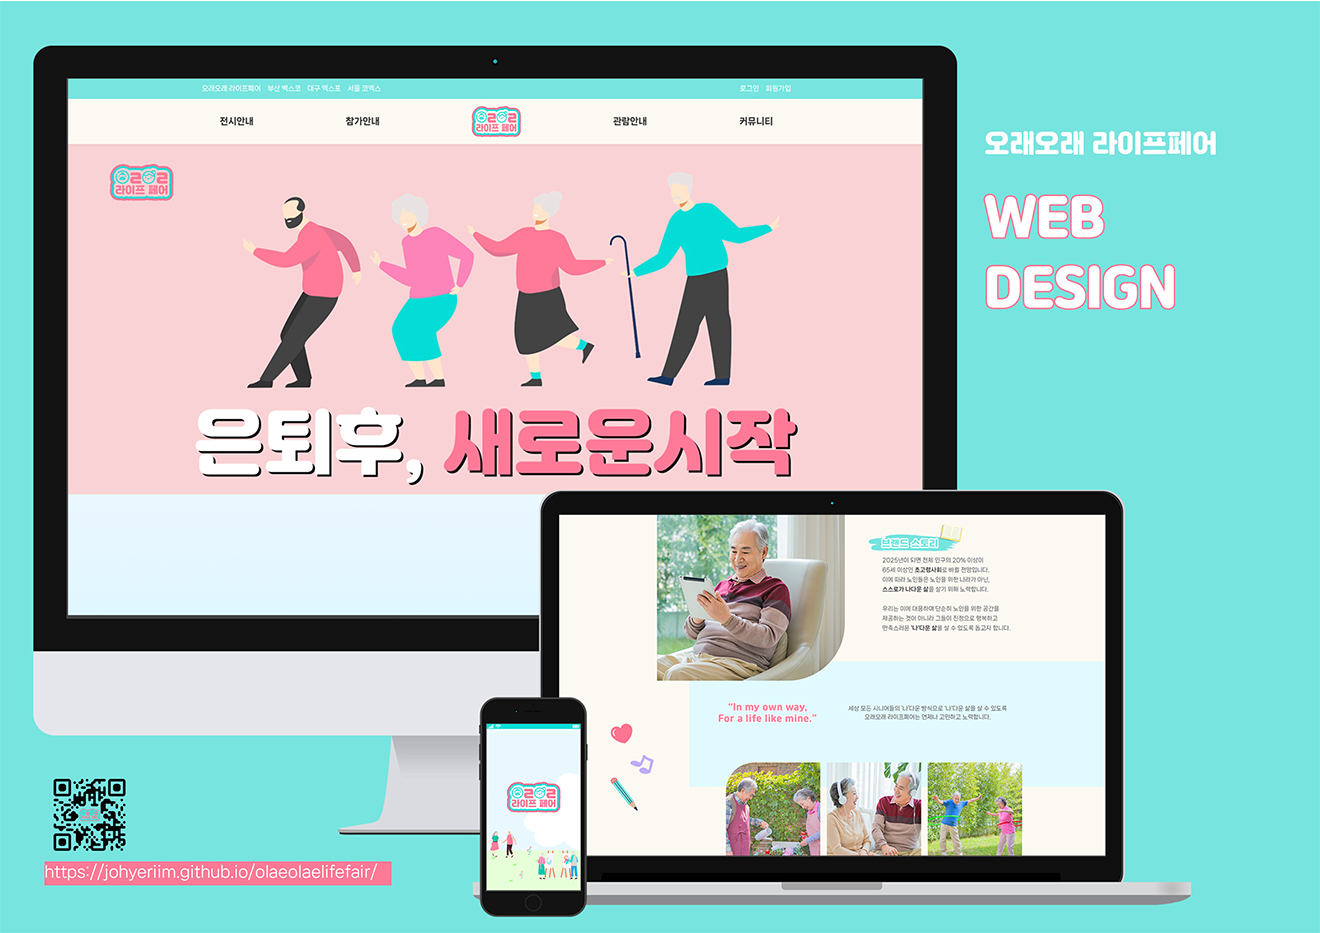 오래오래 라이프페어 부산 벡스코 대구 엑스포 서울 코엑스
로그인 회원가입
전시안내
참가안내
오2오2
라이프 페어
관람안내
커뮤니티
오2오2
라이프 페어
은퇴후, 새로운시작
오래오래 라이프페어
WEB
DESIGN
브랜드 스토리
2025년이 되면 전체 인구의 20% 이상이
65세 이상인 초고령사회로 바뀔 전망입니다.
이에 따라 노인들은 노인을 위한 나라가 아닌,
스스로가 나다운 삶을 살기 위해 노력합니다.
우리는 이에 대응하며 단순히 노인을 위한 공간을
제공하는 것이 아니라 그들이 진정으로 행복하고
만족스러운 '나'다운 삶을 살 수 있도록 돕고자 합니다.
"In my own way,
For a life like mine."
세상 모든 시니어들의 '나'다운 방식으로 '나'다운 삶을 살 수 있도록
오래오래 라이프페어는 언제나 고민하고 노력합니다.
오2오2
라이프 페어
https://johyeriim.github.io/olaeolaelifefair/